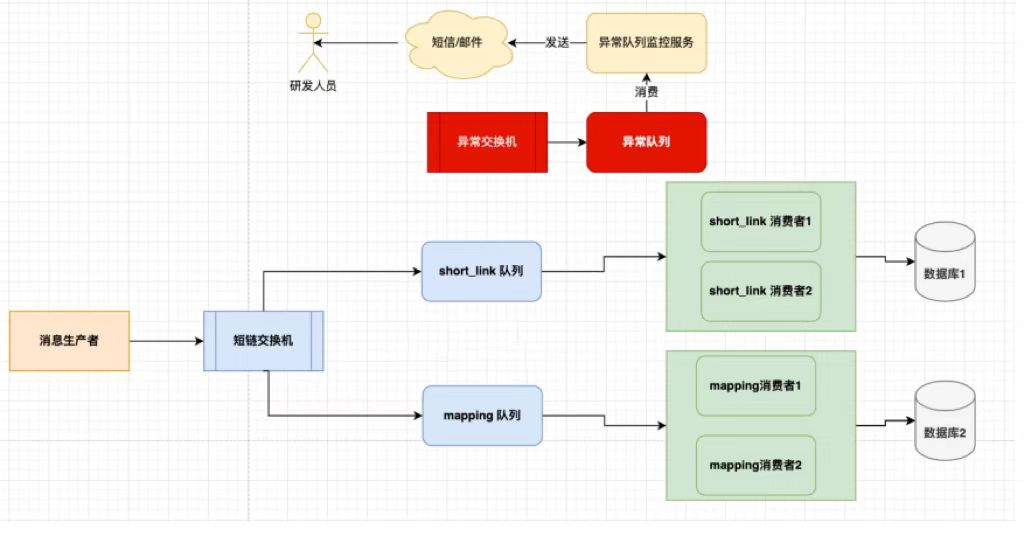 短信/邮件
发送
异常队列监控服务
研发人员
消费
异常交换机
异常队列
short_link 消费者1
short_link 队列
数据库1
short_link 消费者2
消息生产者
短链交换机
mapping消费者1
mapping 队列
数据库2
mapping消费者2